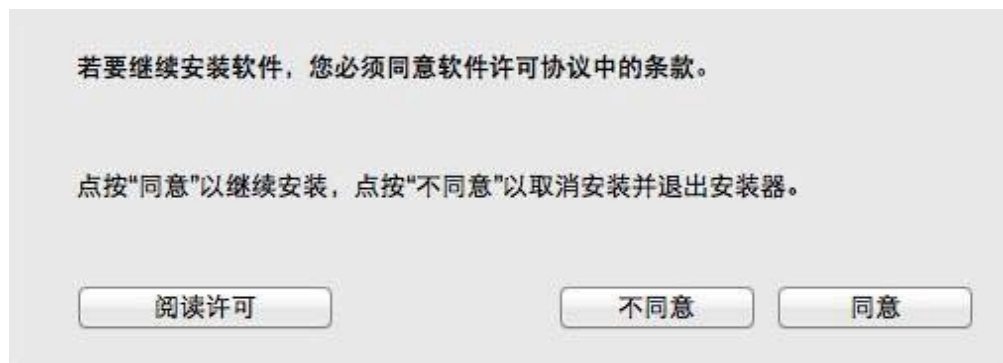 若要继续安装软件，您必须同意软件许可协议中的条款。
点按“同意”以继续安装，点按“不同意”以取消安装并退出安装器。
阅读许可 不同意 同意